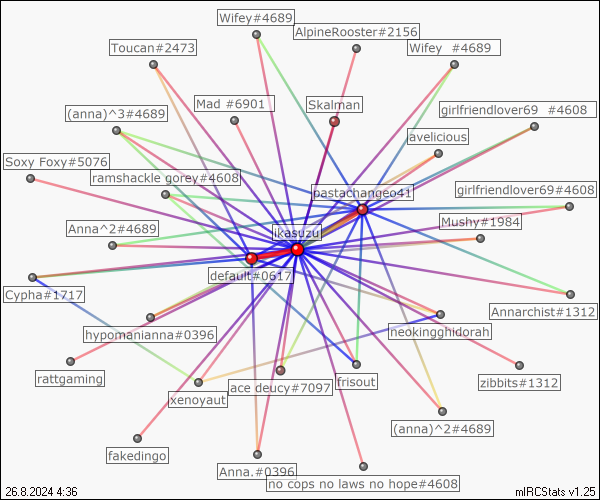 Wifey#4689
AlpineRooster#2156
Toucan#2473
Wifey #4689
Mad #6901
Skalman
(anna)^3#4689
girlfriendlover69 #4608
avelicious
Soxy Foxy#5076
ramshackle gorey#4608
pastachangeo41
girlfriendlover69#4608
Anna^2#4689
ikasuzu
Mushy#1984
default#0617
Cypha#1717
Annarchist#1312
hypomanianna#0396
neokingghidorah
rattgaming
xenoyaut
ace deucy#7097
frisout
zibbits#1312
(anna)^2#4689
fakedingo
Anna.#0396
no cops no laws no hope#4608
26.8.2024 4:36
mIRCStats v1.25